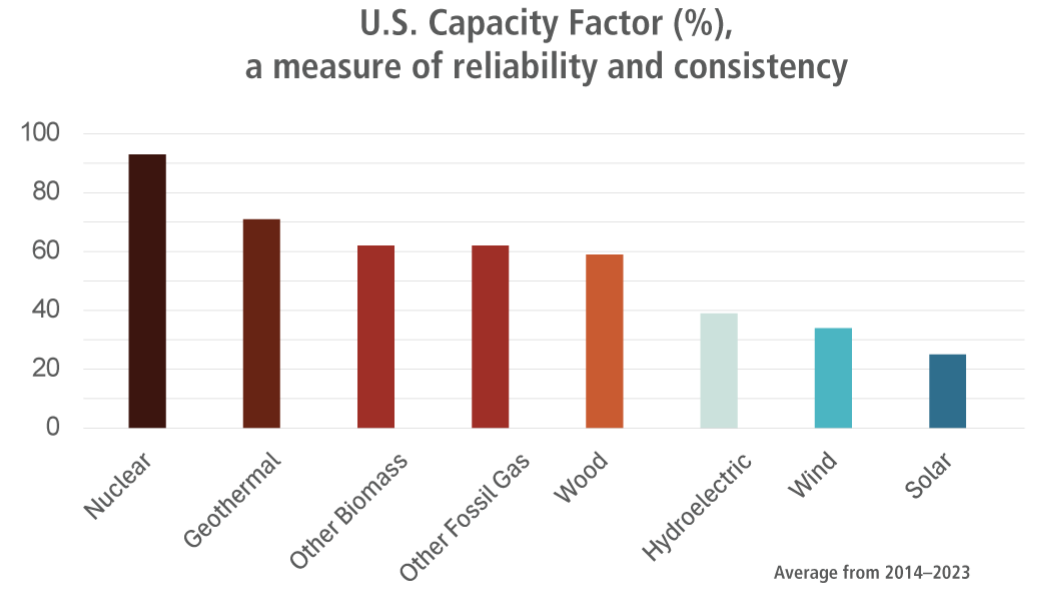 U.S. Capacity Factor (%),
a measure of reliability and consistency
100
80
60
40
20
0
Nuclear
Geothermal
Other Biomass
Other Fossil Gas
Wood
Hydroelectric
Wind
Solar
Average from 2014–2023